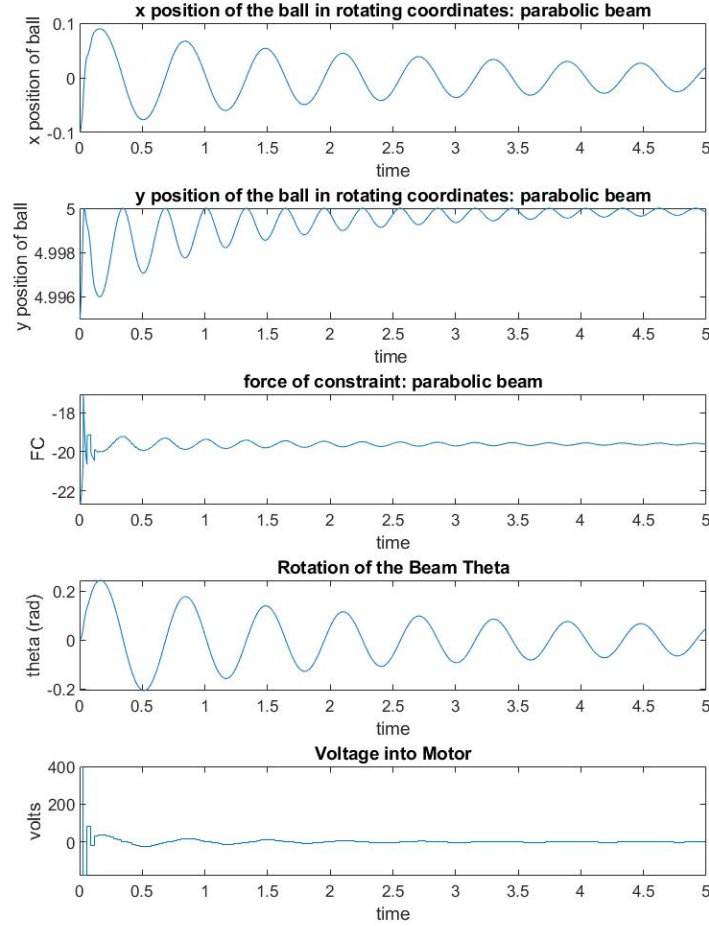 x position of the ball in rotating coordinates: parabolic beam
x position of ball
0.1
0
-0.1
0 0.5 1 1.5 2 2.5 3 3.5 4 4.5 5
time
y position of the ball in rotating coordinates: parabolic beam
y position of ball
5
4.998
4.996
0 0.5 1 1.5 2 2.5 3 3.5 4 4.5 5
time
force of constraint: parabolic beam
FC
-18
-20
-22
0 0.5 1 1.5 2 2.5 3 3.5 4 4.5 5
time
Rotation of the Beam Theta
theta (rad)
0.2
0
-0.2
0 0.5 1 1.5 2 2.5 3 3.5 4 4.5 5
time
Voltage into Motor
volts
400
200
0
0 0.5 1 1.5 2 2.5 3 3.5 4 4.5 5
time